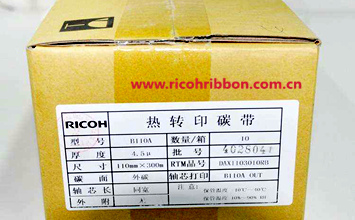 www.ricohribbon.com.cn
RICOH 热转印碳带
型号 B110A 数量/箱 10
厚度 4.5μ 批号
尺寸 110mm×300m RTM品号
碳面 外碳 轴芯打印 B110A OUT
轴芯长 同宽 注意:
外附 无